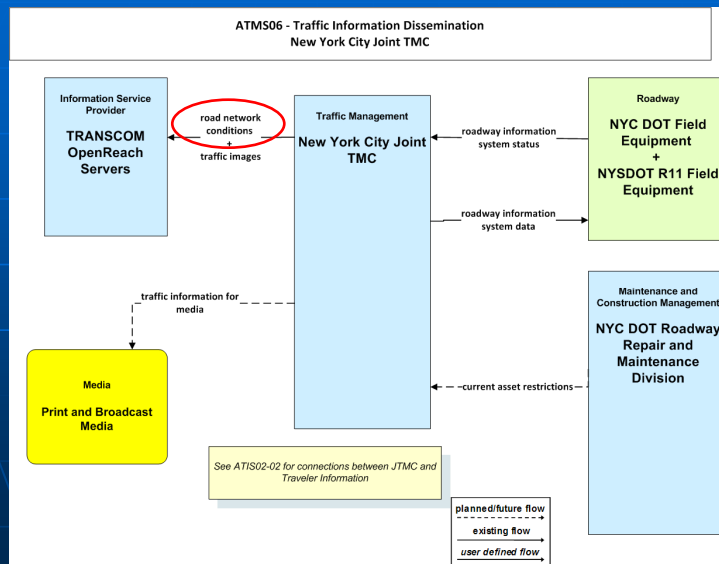 ATMS06 - Traffic Information Dissemination
New York City Joint TMC
Information Service
Provider
TRANSCOM
OpenReach
Servers
road network
conditions
+
traffic images
Traffic Management
New York City Joint
TMC
roadway information
system status
roadway information
system data
Roadway
NYC DOT Field
Equipment
+
NYSDOT R11 Field
Equipment
traffic information for
media
Media
Print and Broadcast
Media
current asset restrictions
Maintenance and
Construction Management
NYC DOT Roadway
Repair and
Maintenance
Division
See ATIS02-02 for connections between JTMC and
Traveler Information
planned/future flow
existing flow
user defined flow